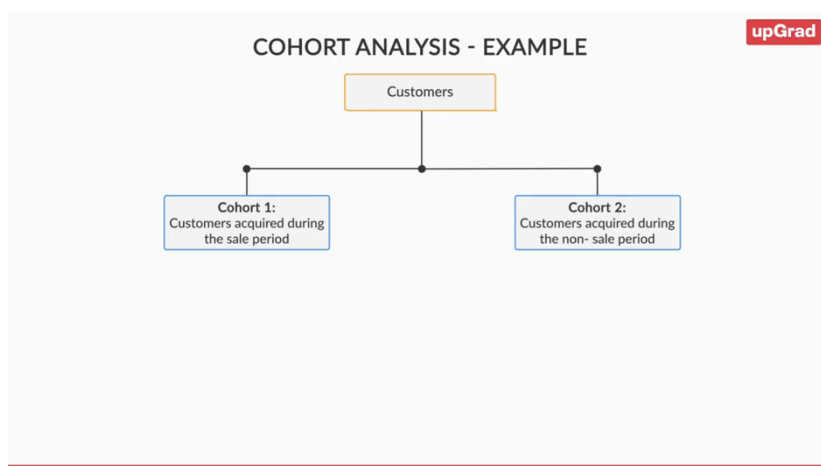 upGrad
COHORT ANALYSIS - EXAMPLE
Customers
Cohort 1:
Customers acquired during
the sale period
Cohort 2:
Customers acquired during
the non- sale period